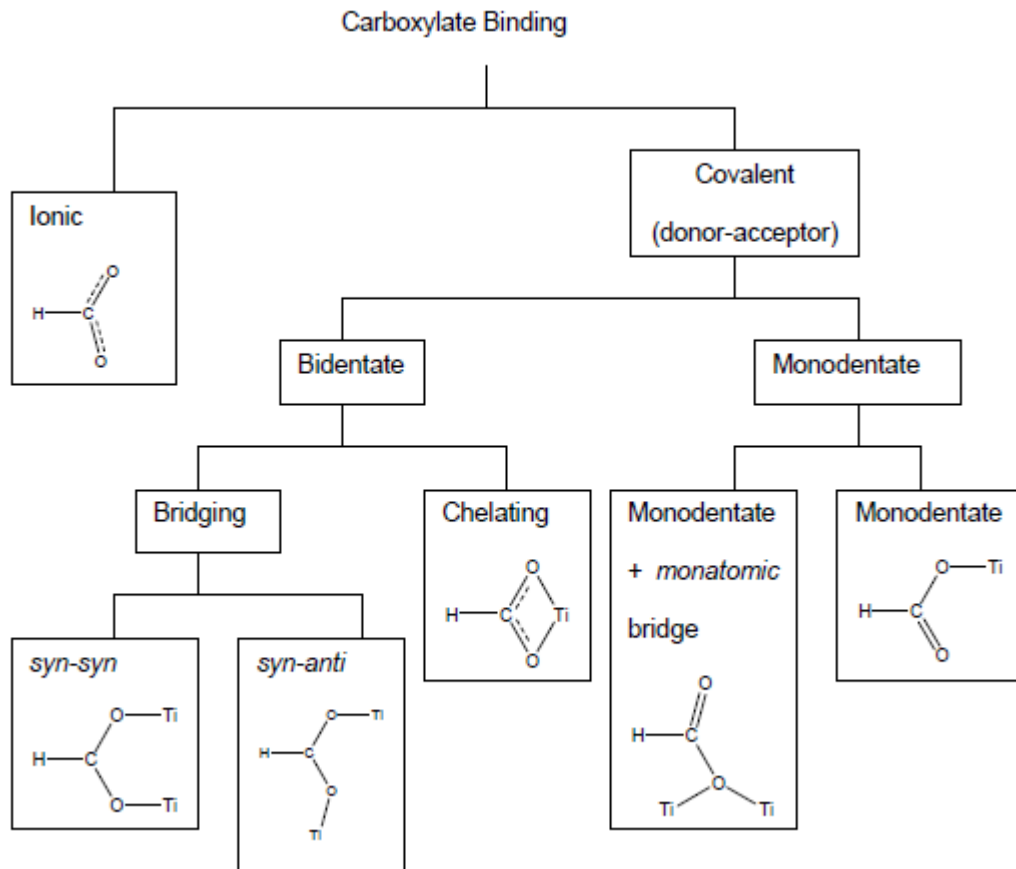 Carboxylate Binding
Ionic
O
H C
O
Covalent
(donor-acceptor)
Bidentate
Monodentate
Bridging
Chelating
O
H C Ti
O
Monodentate
+ monatomic
bridge
O
H C
O
Ti Ti
Monodentate
O Ti
H C
O
syn-syn
O Ti
H C
O Ti
syn-anti
O Ti
H C
O
Ti